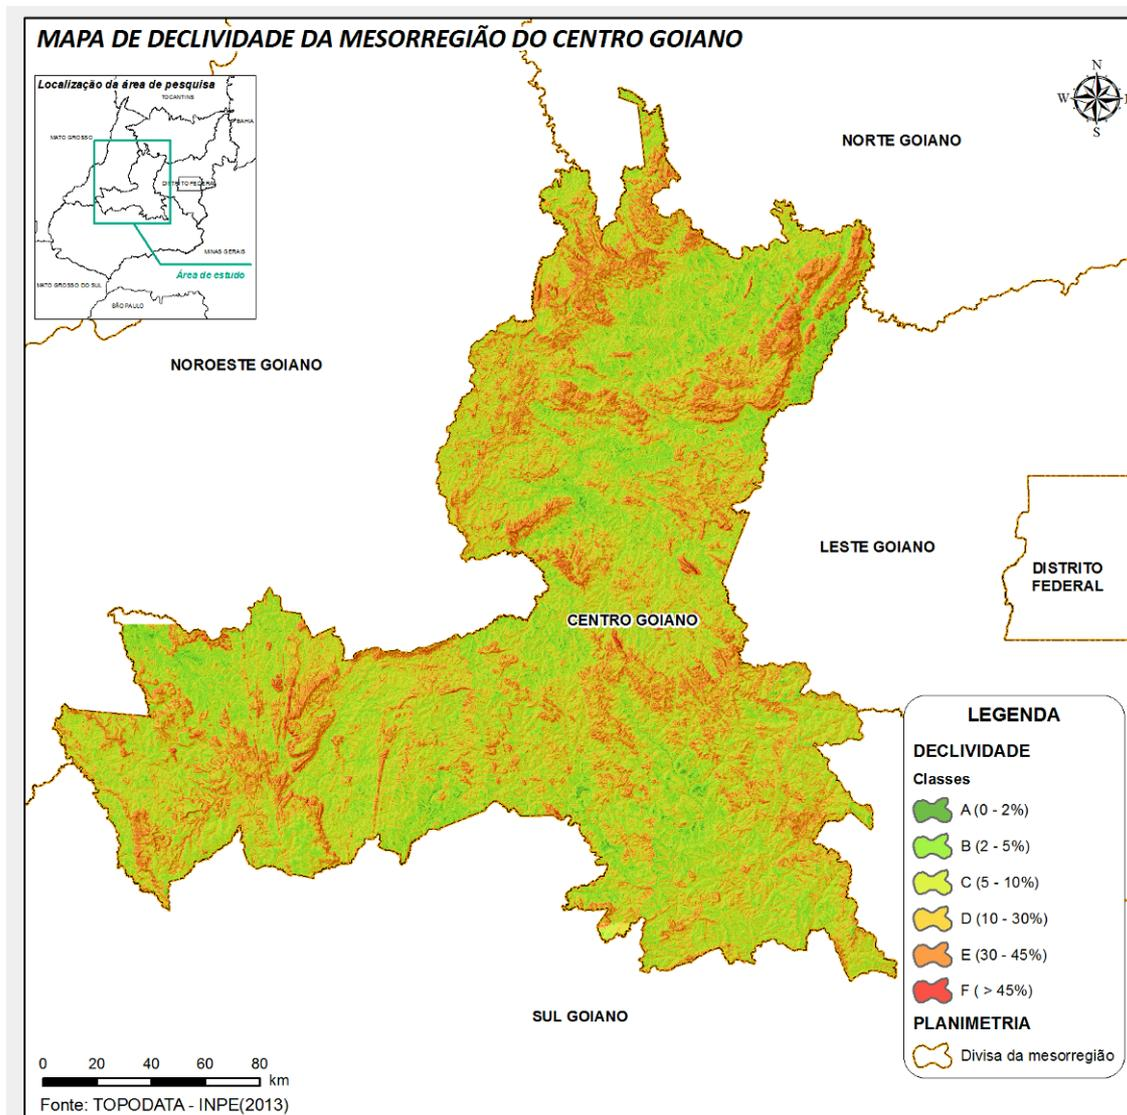 MAPA DE DECLIVIDADE DA MESORREGIÃO DO CENTRO GOIANO
Localização da área de pesquisa
TOCANTINS
BAHIA
MATO GROSSO
DISTRITO FEDERAL
MINAS GERAIS
Área de estudo
MATO GROSSO DO SUL
SÃO PAULO
N
W
S
NORTE GOIANO
NOROESTE GOIANO
LESTE GOIANO
DISTRITO
FEDERAL
CENTRO GOIANO
SUL GOIANO
LEGENDA
DECLIVIDADE
Classes
A (0 - 2%)
B (2 - 5%)
C (5 - 10%)
D (10 - 30%)
E (30 - 45%)
F ( > 45%)
PLANIMETRIA
Divisa da mesorregião
0 20 40 60 80
km
Fonte: TOPODATA - INPE(2013)